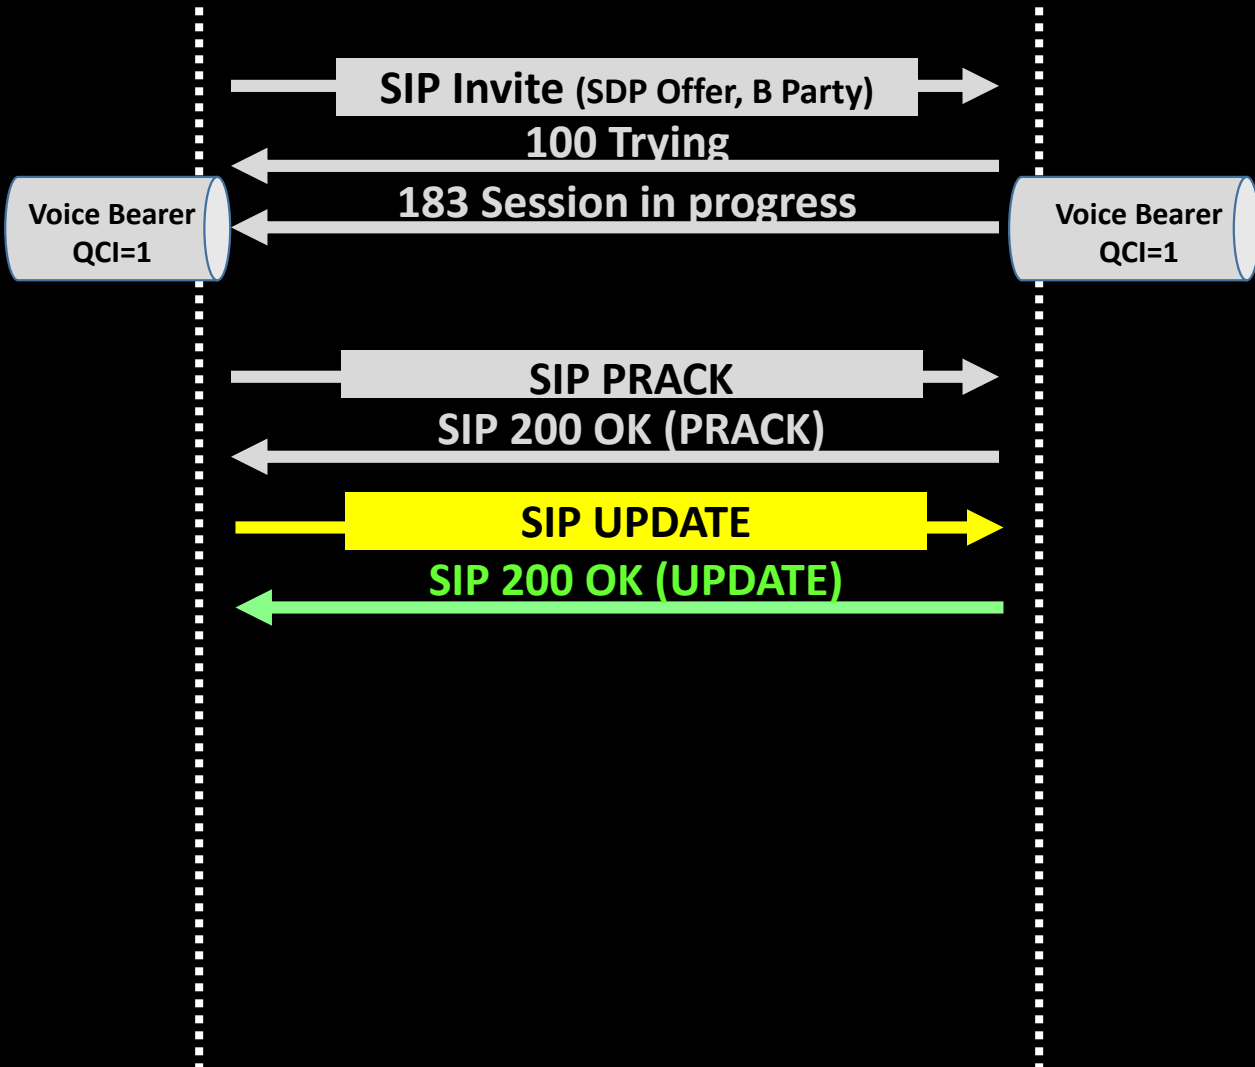 SIP Invite (SDP Offer, B Party)
100 Trying
183 Session in progress
Voice Bearer
QCI=1
Voice Bearer
QCI=1
SIP PRACK
SIP 200 OK (PRACK)
SIP UPDATE
SIP 200 OK (UPDATE)